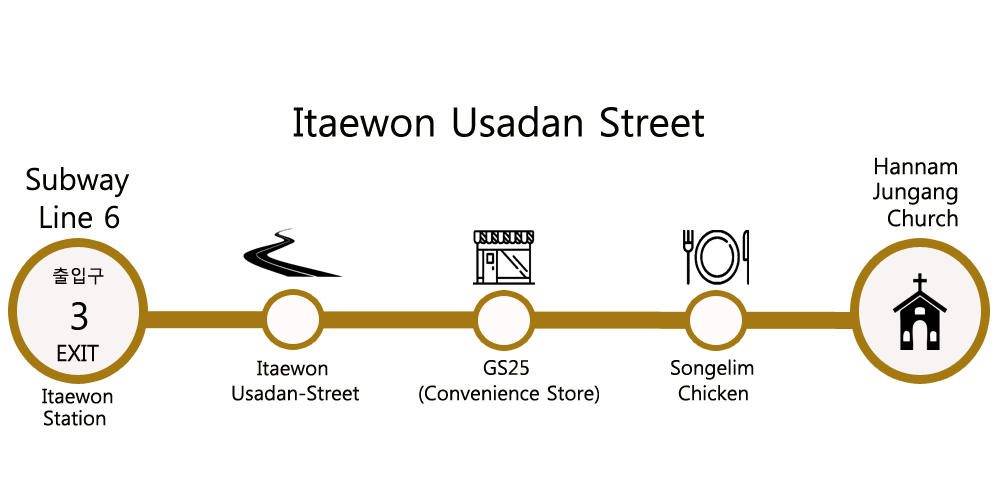 Itaewon Usadan Street
Subway
Line 6
출입구
3
EXIT
Itaewon
Station
Itaewon
Usadan-Street
GS25
(Convenience Store)
Songelim
Chicken
Hannam
Jungang
Church